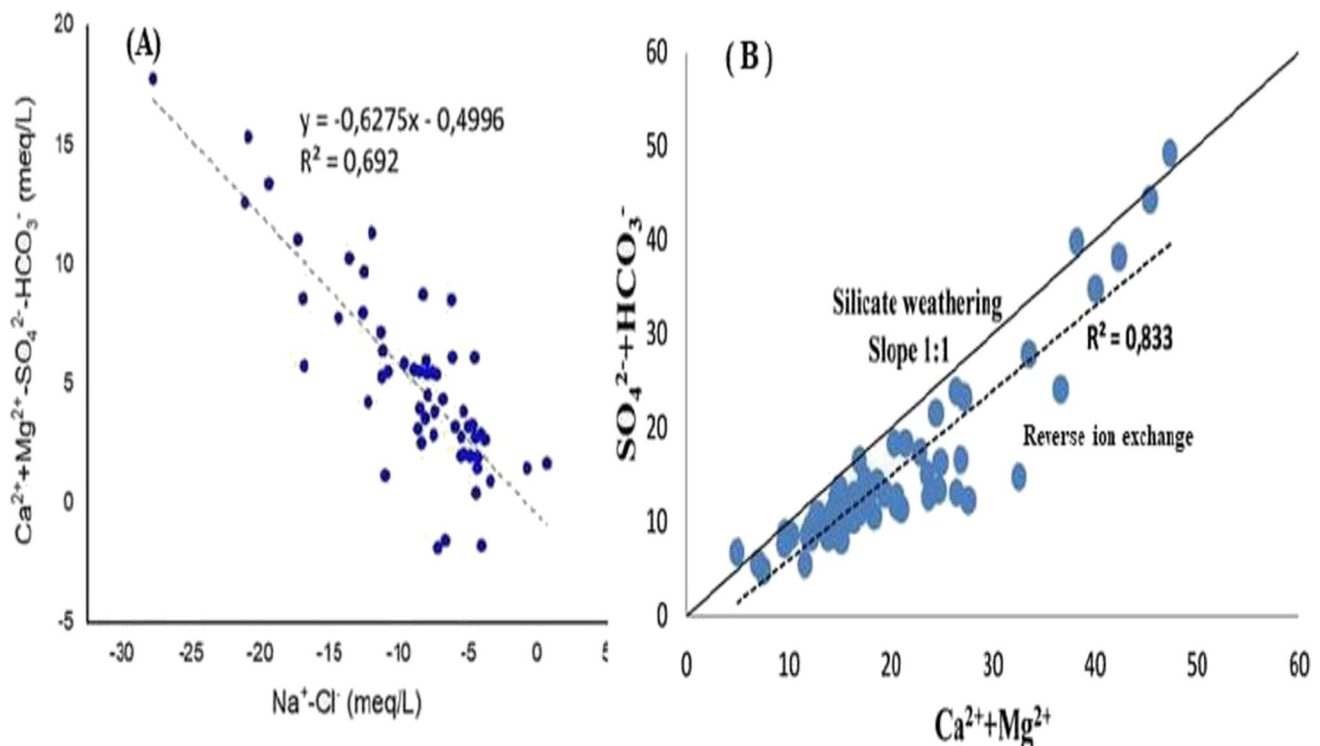 (A)
y = -0,6275x - 0,4996
R² = 0,692
Ca²⁺+Mg²⁺-SO₄²⁻-HCO₃⁻ (meq/L)
20
15
10
5
0
-5
-30 -25 -20 -15 -10 -5 0 5
Na⁺-Cl⁻ (meq/L)
(B)
SO₄²⁻+HCO₃⁻
60
50
40
30
20
10
0
Silicate weathering
Slope 1:1
R² = 0,833
Reverse ion exchange
0 10 20 30 40 50 60
Ca²⁺+Mg²⁺